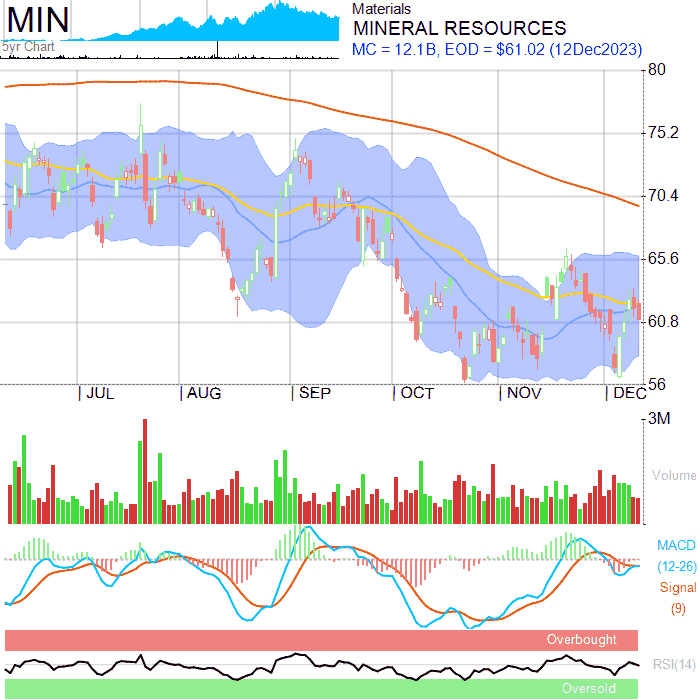 MIN
5yr Chart
Materials
MINERAL RESOURCES
MC = 12.1B, EOD = $61.02 (12Dec2023)
80
75.2
70.4
65.6
60.8
56
JUL AUG SEP OCT NOV DEC
3M
Volume
MACD
(12-26)
Signal
(9)
Overbought
RSI(14)
Oversold